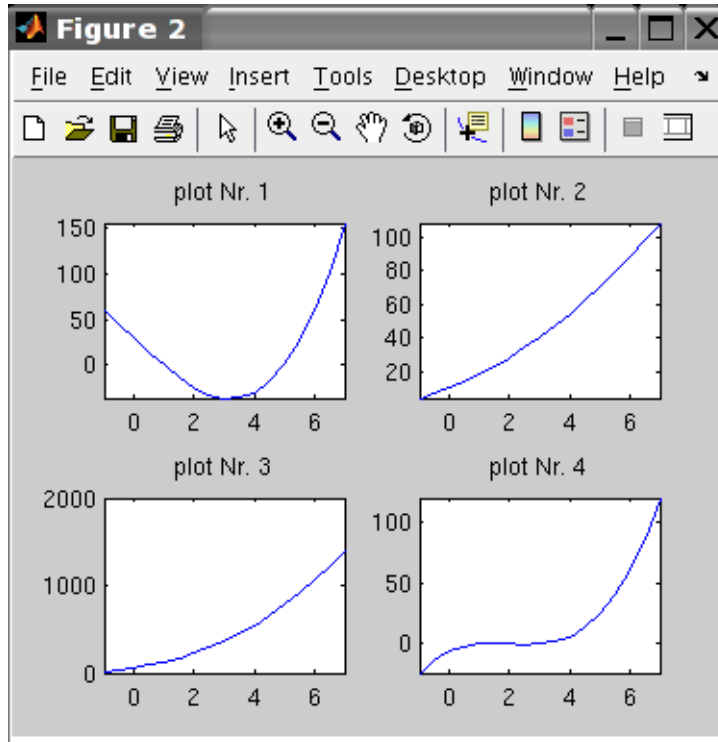 Figure 2
File Edit View Insert Tools Desktop Window Help
plot Nr. 1
150
100
50
0
0 2 4 6
plot Nr. 2
100
80
60
40
20
0 2 4 6
plot Nr. 3
2000
1000
0
0 2 4 6
plot Nr. 4
100
50
0
0 2 4 6